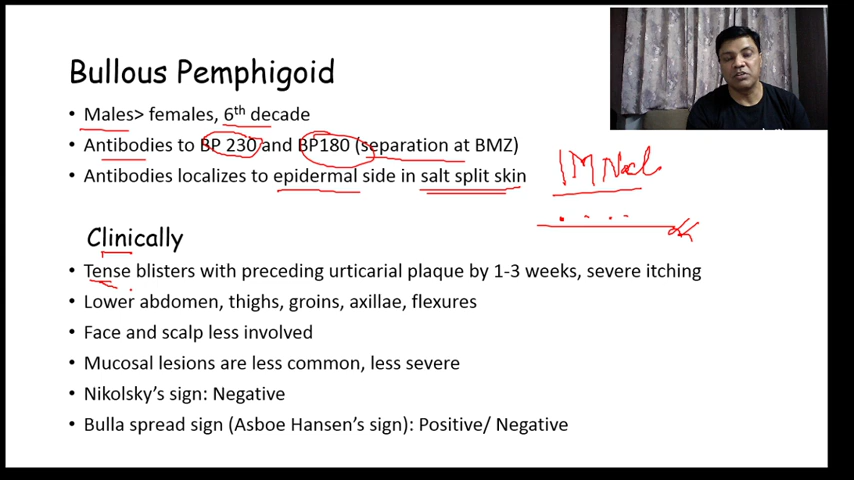 Bullous Pemphigoid
• Males> females, 6th decade
• Antibodies to BP 230 and BP180 (separation at BMZ)
• Antibodies localizes to epidermal side in salt split skin
1M NaCl
Clinically
• Tense blisters with preceding urticarial plaque by 1-3 weeks, severe itching
• Lower abdomen, thighs, groins, axillae, flexures
• Face and scalp less involved
• Mucosal lesions are less common, less severe
• Nikolsky's sign: Negative
• Bulla spread sign (Asboe Hansen's sign): Positive/ Negative